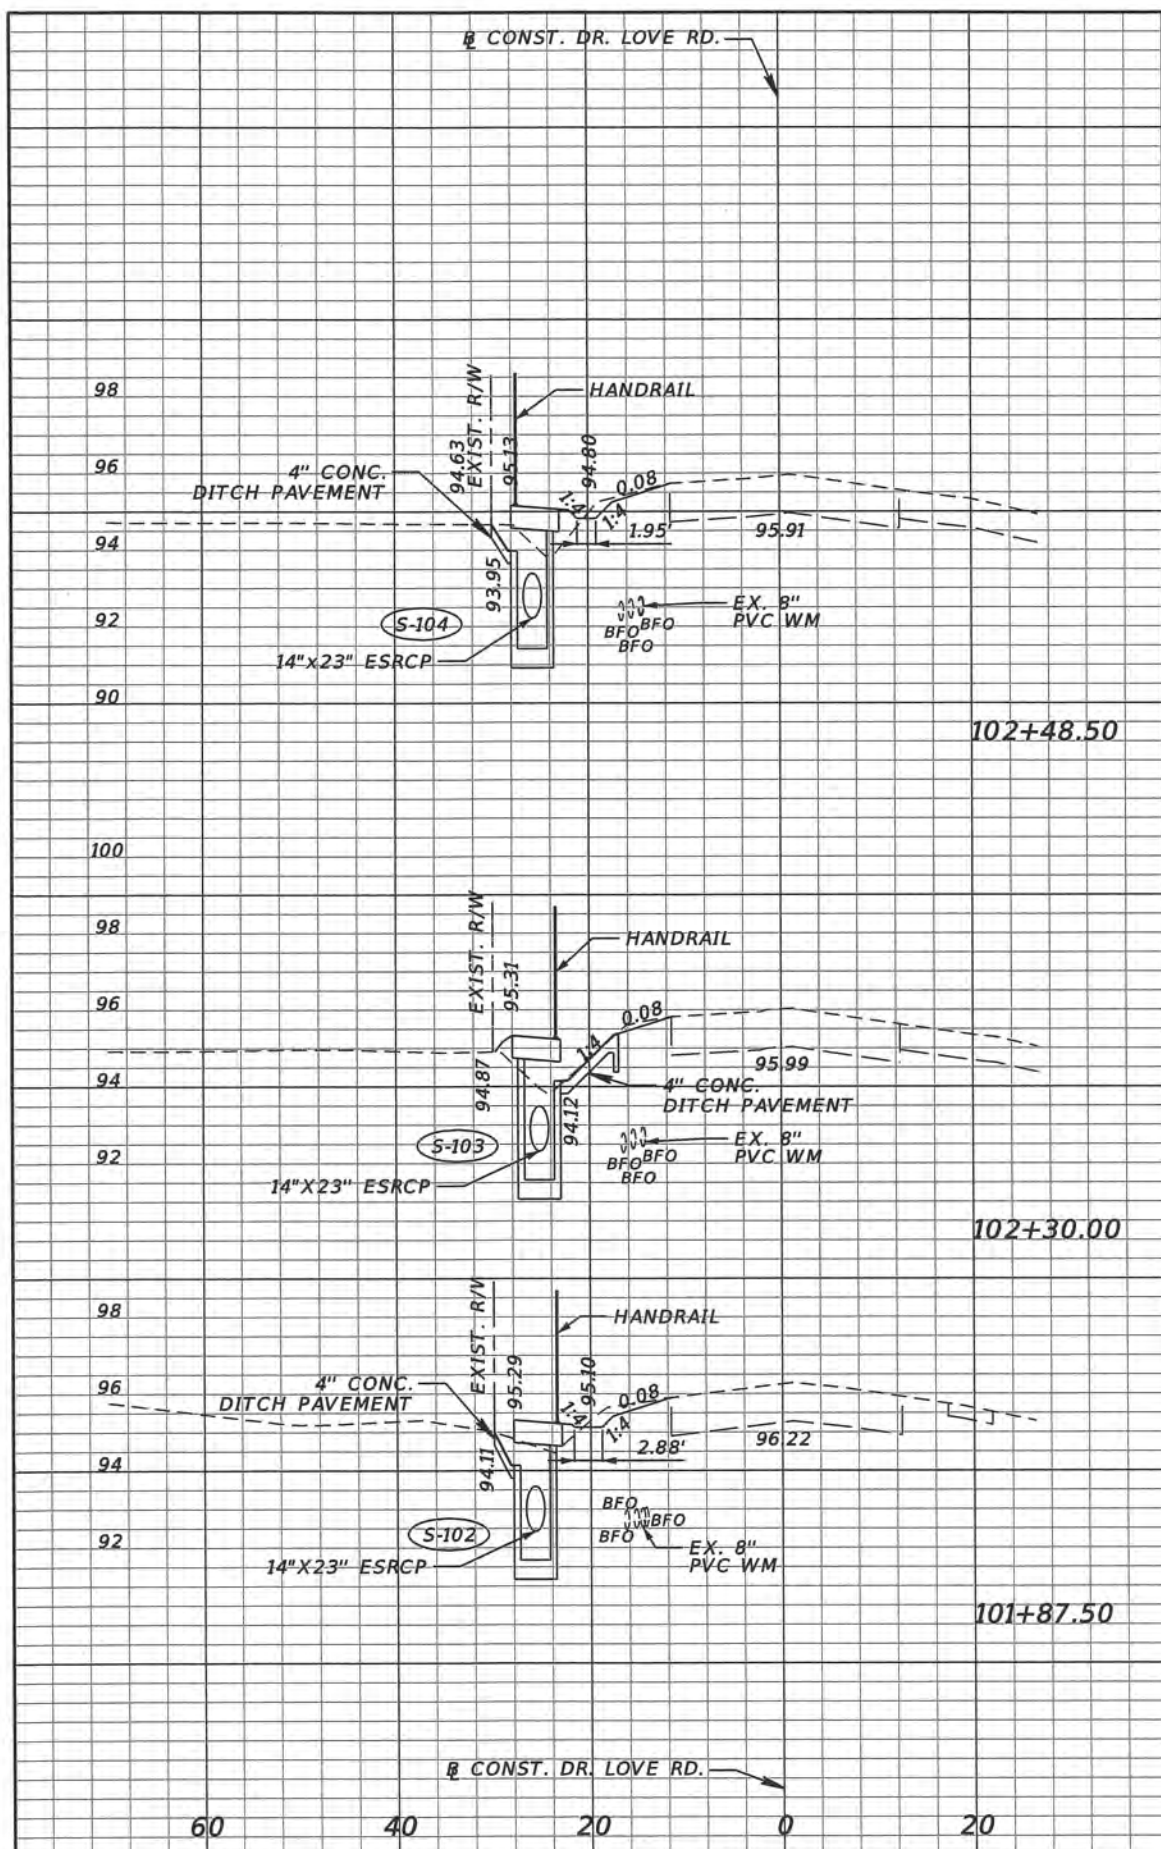 ℄ CONST. DR. LOVE RD.
98
96
94
92
90
EXIST. R/W
HANDRAIL
94.63
95.13
94.80
4" CONC.
DITCH PAVEMENT
1:4
1:4
0.08
1.95
95.91
93.95
S-104
14"x23" ESRCP
BFO
BFO
BFO
EX. 8"
PVC WM
102+48.50
100
98
96
94
92
EXIST. R/W
95.31
HANDRAIL
0.08
1:4
95.99
94.87
94.12
4" CONC.
DITCH PAVEMENT
S-103
14"X23" ESRCP
BFO
BFO
BFO
EX. 8"
PVC WM
102+30.00
98
96
94
92
EXIST. R/W
HANDRAIL
95.29
95.10
4" CONC.
DITCH PAVEMENT
1:4
1:4
0.08
2.88'
96.22
94.11
S-102
14"X23" ESRCP
BFO
BFO
BFO
EX. 8"
PVC WM
101+87.50
℄ CONST. DR. LOVE RD.
60
40
20
0
20